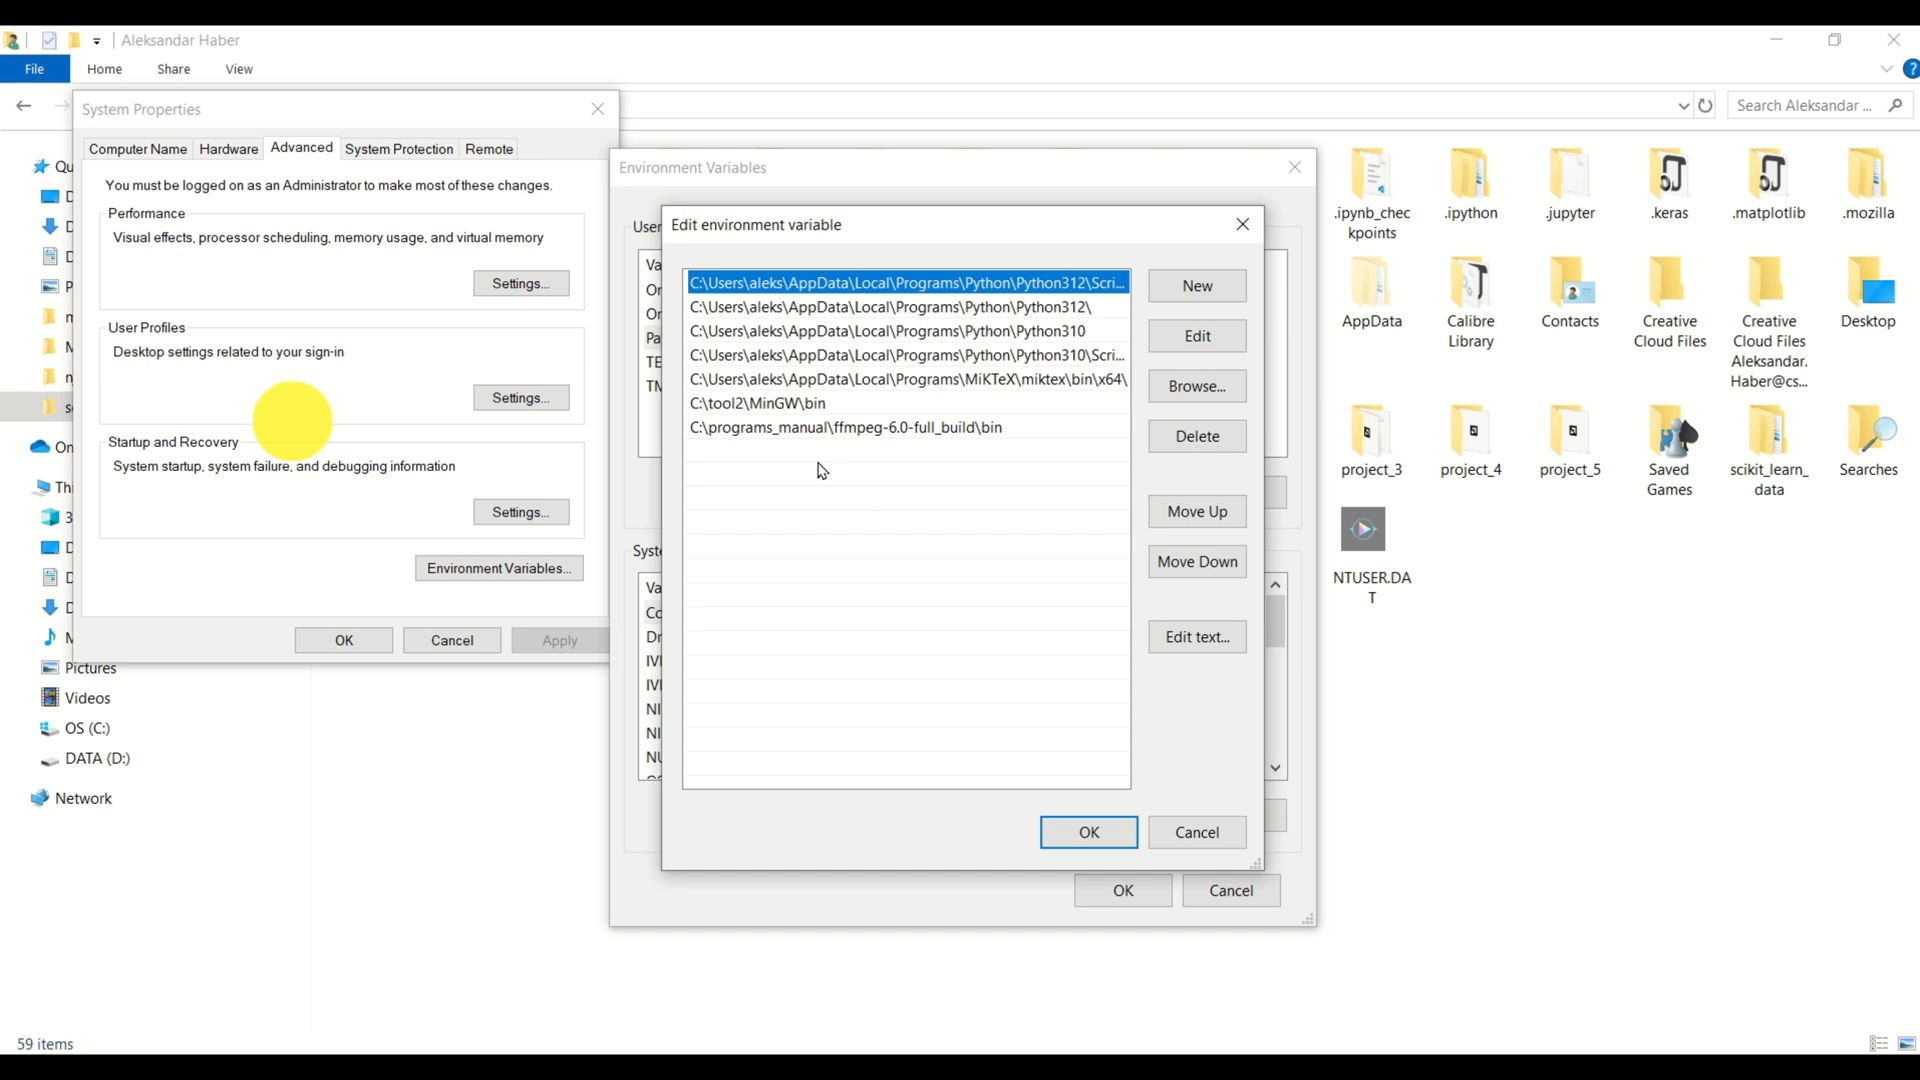 Aleksandar Haber
File Home Share View
Search Aleksandar ...
System Properties
Computer Name Hardware Advanced System Protection Remote
You must be logged on as an Administrator to make most of these changes.
Performance
Visual effects, processor scheduling, memory usage, and virtual memory
Settings...
User Profiles
Desktop settings related to your sign-in
Settings...
Startup and Recovery
System startup, system failure, and debugging information
Settings...
Environment Variables...
OK Cancel Apply
Pictures
Videos
OS (C:)
DATA (D:)
Network
59 items
Environment Variables
Edit environment variable
C:\Users\aleks\AppData\Local\Programs\Python\Python312\Scri...
C:\Users\aleks\AppData\Local\Programs\Python\Python312\
C:\Users\aleks\AppData\Local\Programs\Python\Python310
C:\Users\aleks\AppData\Local\Programs\Python\Python310\Scri...
C:\Users\aleks\AppData\Local\Programs\MiKTeX\miktex\bin\x64\
C:\tool2\MinGW\bin
C:\programs_manual\ffmpeg-6.0-full_build\bin
New
Edit
Browse...
Delete
Move Up
Move Down
Edit text...
OK Cancel
OK Cancel
.ipynb_chec
kpoints
.ipython
.jupyter
.keras
.matplotlib
.mozilla
AppData
Calibre
Library
Contacts
Creative
Cloud Files
Creative
Cloud Files
Aleksandar.
Haber@cs...
Desktop
project_3
project_4
project_5
Saved
Games
scikit_learn_
data
Searches
NTUSER.DA
T